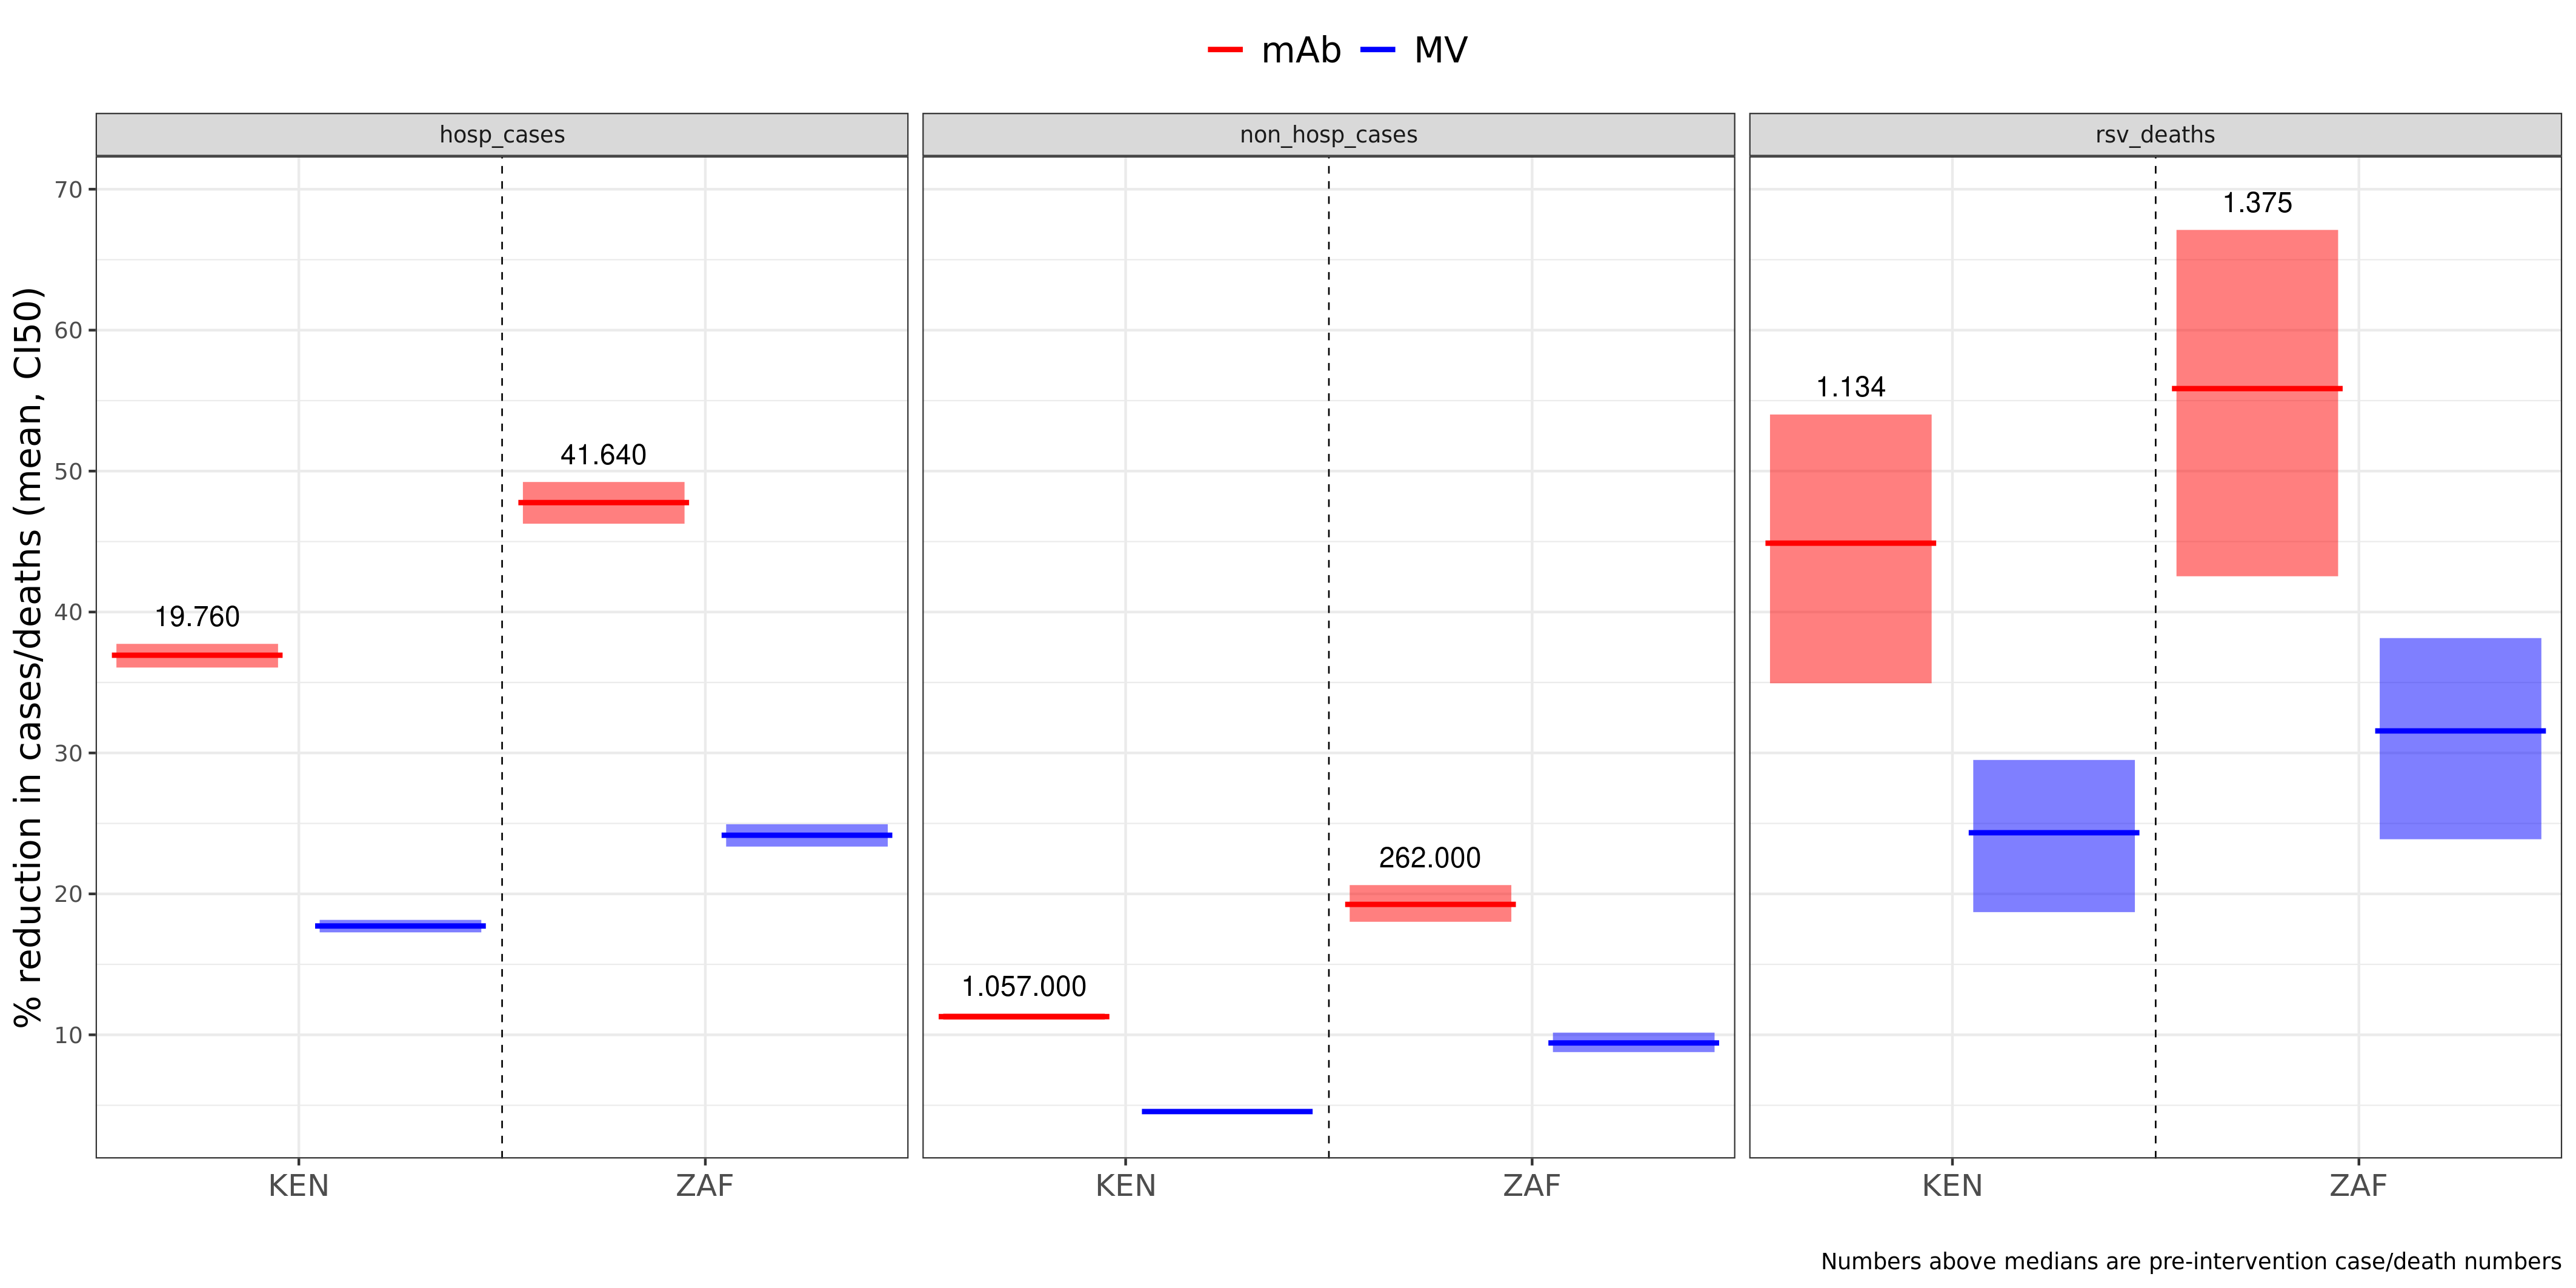 mAb MV
hosp_cases non_hosp_cases rsv_deaths
% reduction in cases/deaths (mean, CI50)
70
60
50
40
30
20
10
19.760
41.640
1.057.000
262.000
1.134
1.375
KEN ZAF KEN ZAF KEN ZAF
Numbers above medians are pre-intervention case/death numbers